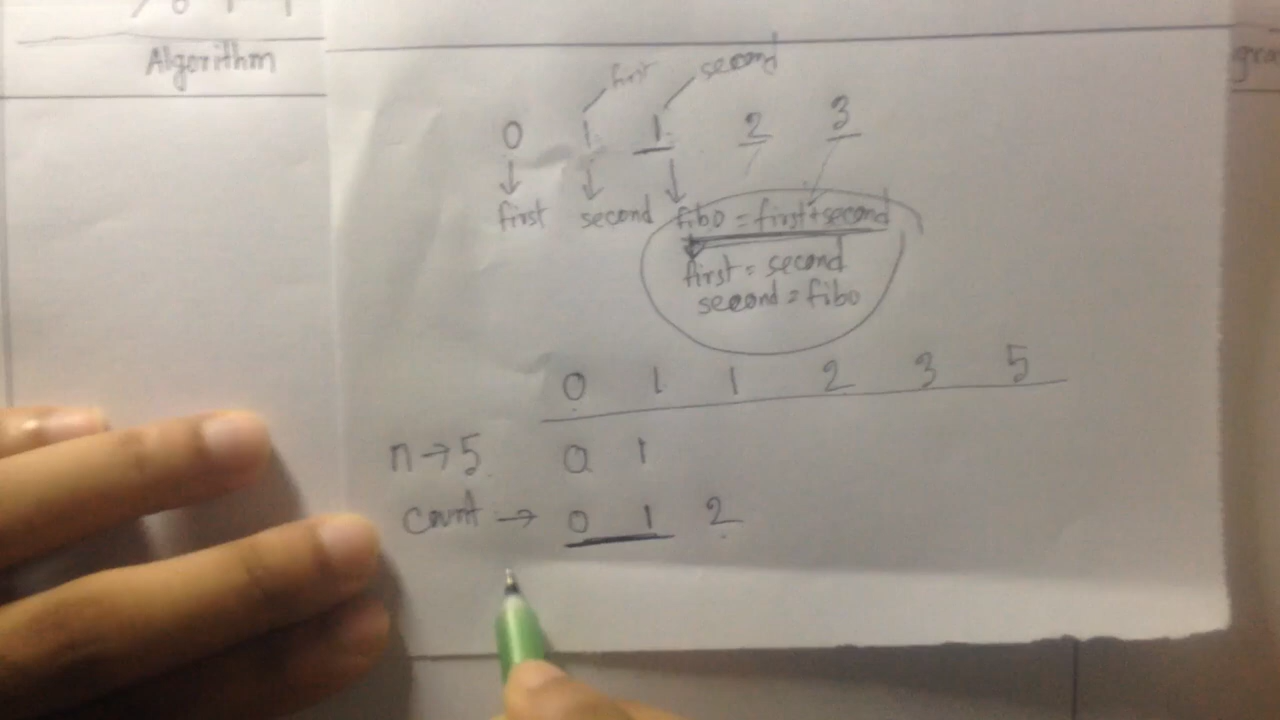 Algorithm
first second
0 1 1 2 3
first second fibo = first+second
first = second
second = fibo
0 1 1 2 3 5
n→5 0 1
count → 0 1 2